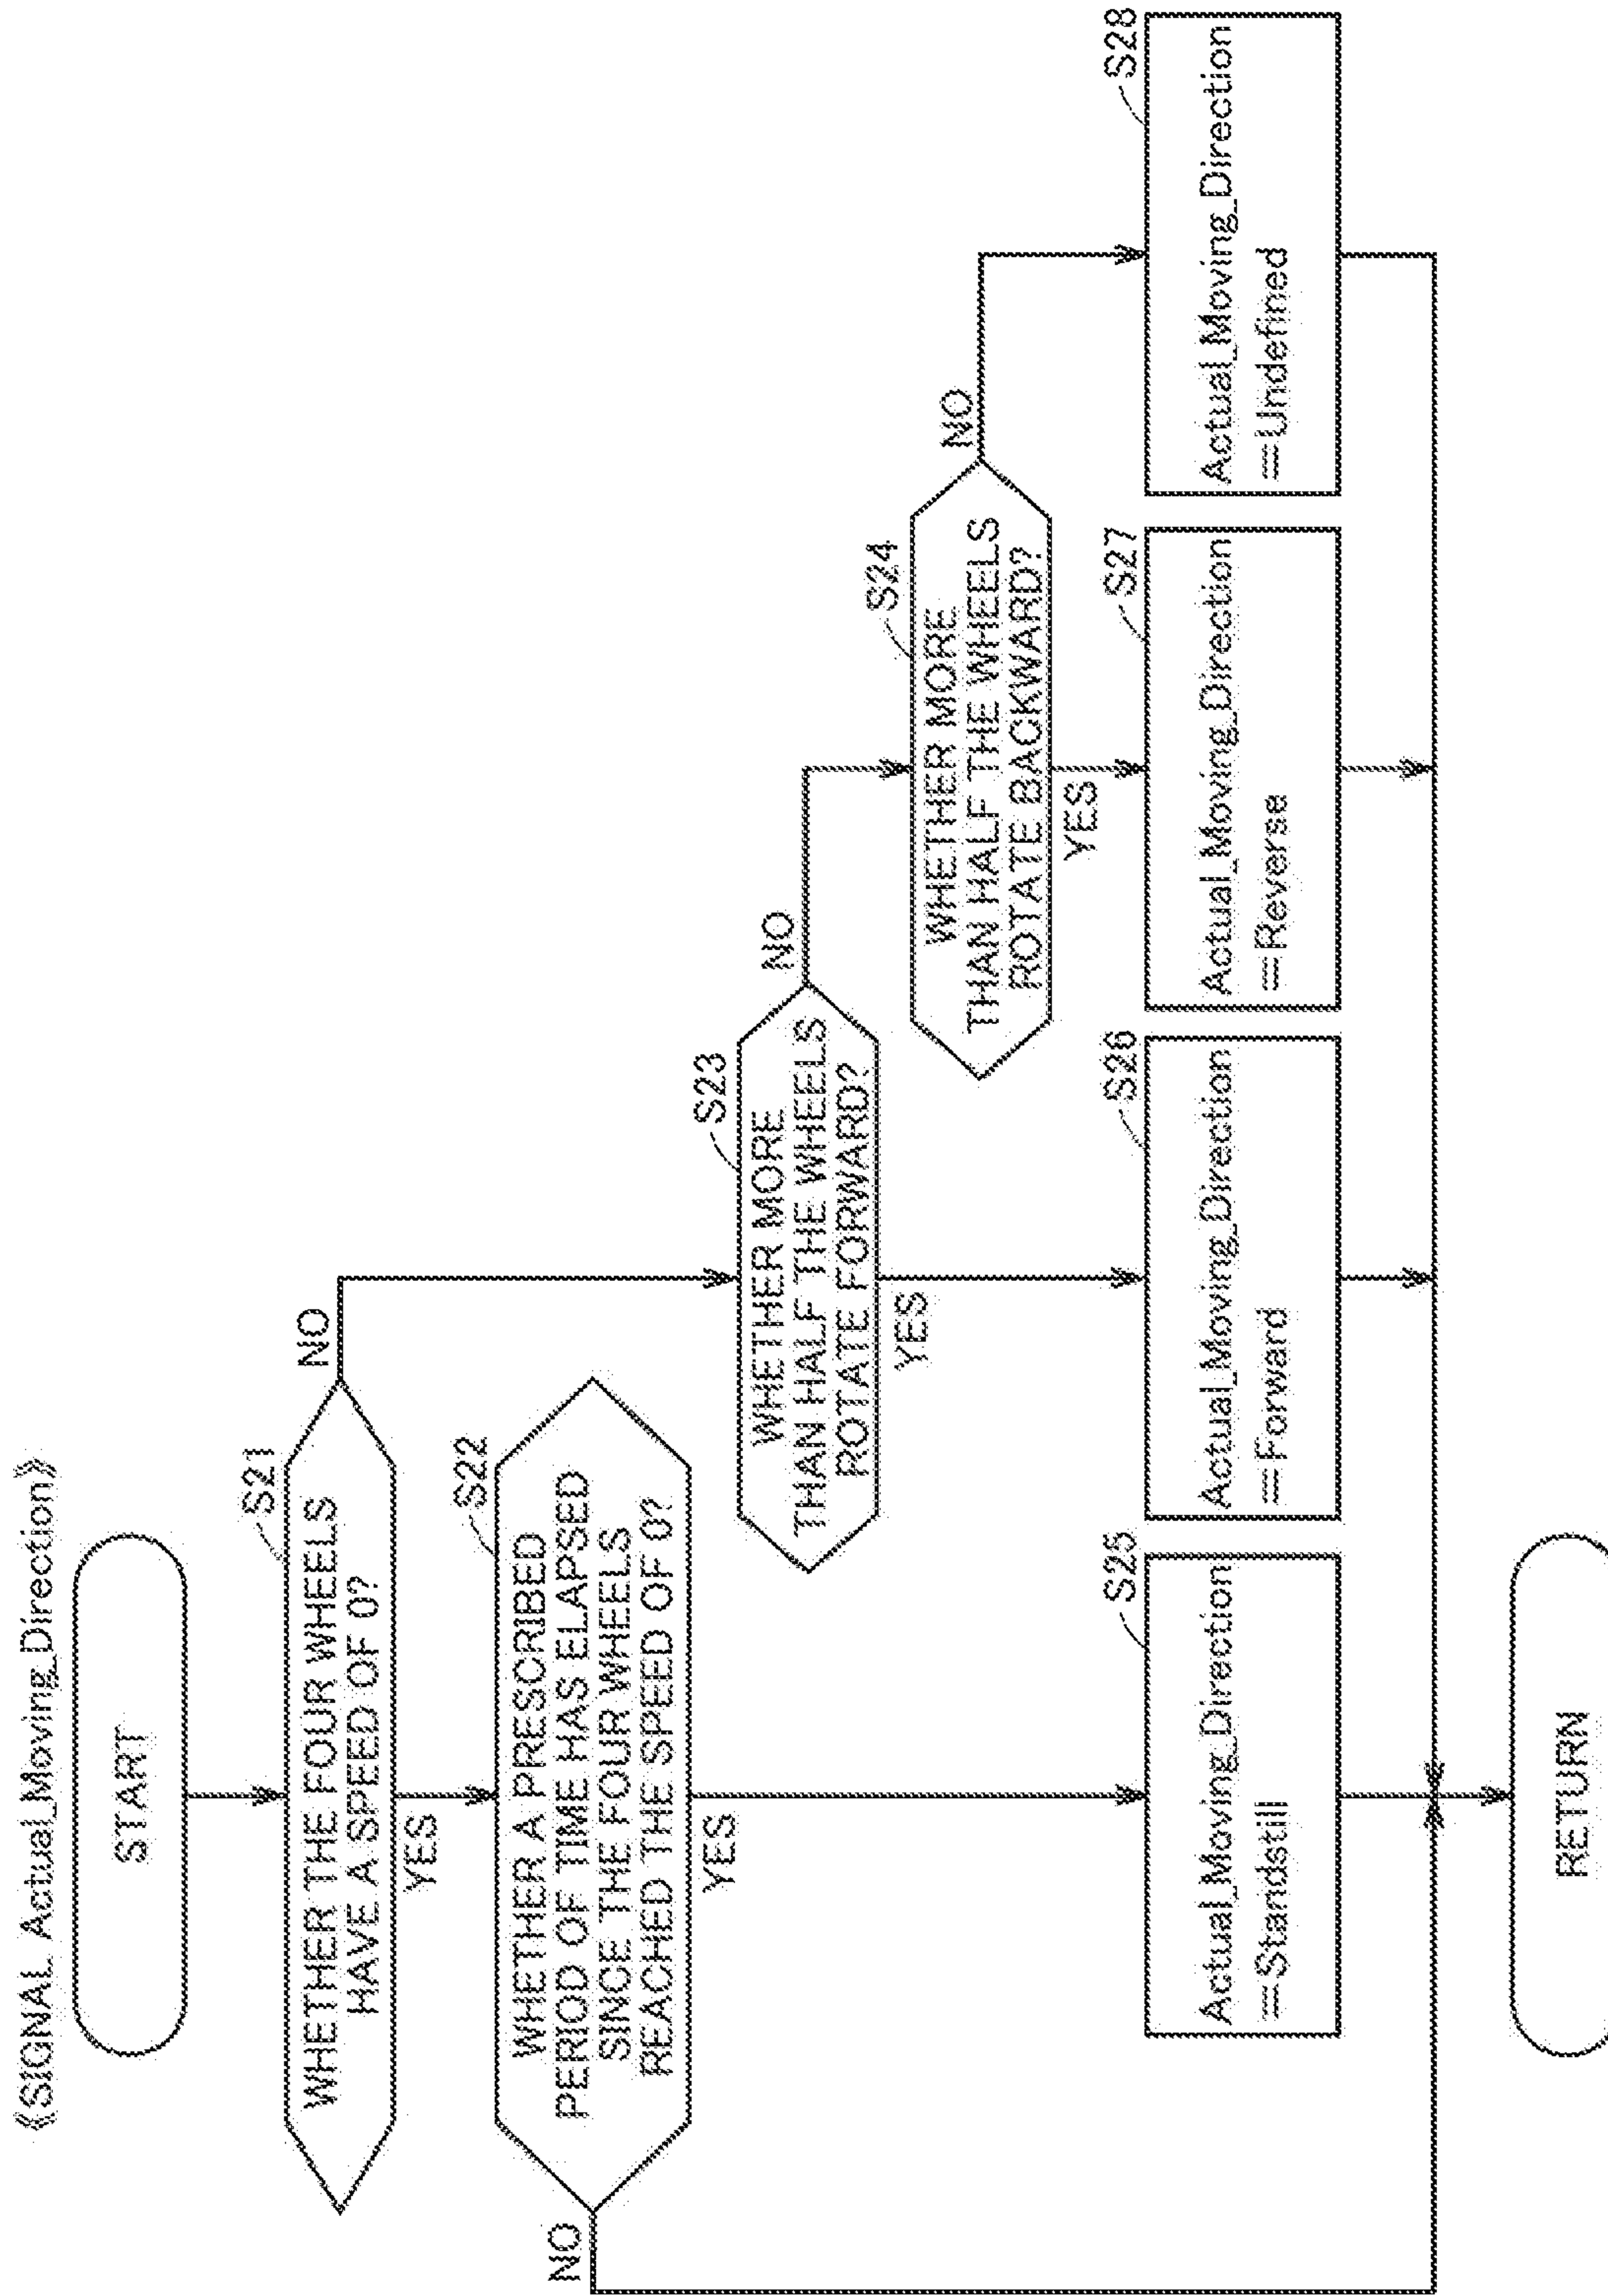 《SIGNAL Actual_Moving_Direction》
START
S21
WHETHER THE FOUR WHEELS
HAVE A SPEED OF 0?
NO
YES
S22
WHETHER A PRESCRIBED
PERIOD OF TIME HAS ELAPSED
SINCE THE FOUR WHEELS
REACHED THE SPEED OF 0?
NO
YES
S23
WHETHER MORE
THAN HALF THE WHEELS
ROTATE FORWARD?
NO
YES
S24
WHETHER MORE
THAN HALF THE WHEELS
ROTATE BACKWARD?
NO
YES
S25
Actual_Moving_Direction
=Standstill
S26
Actual_Moving_Direction
=Forward
S27
Actual_Moving_Direction
=Reverse
S28
Actual_Moving_Direction
=Undefined
RETURN